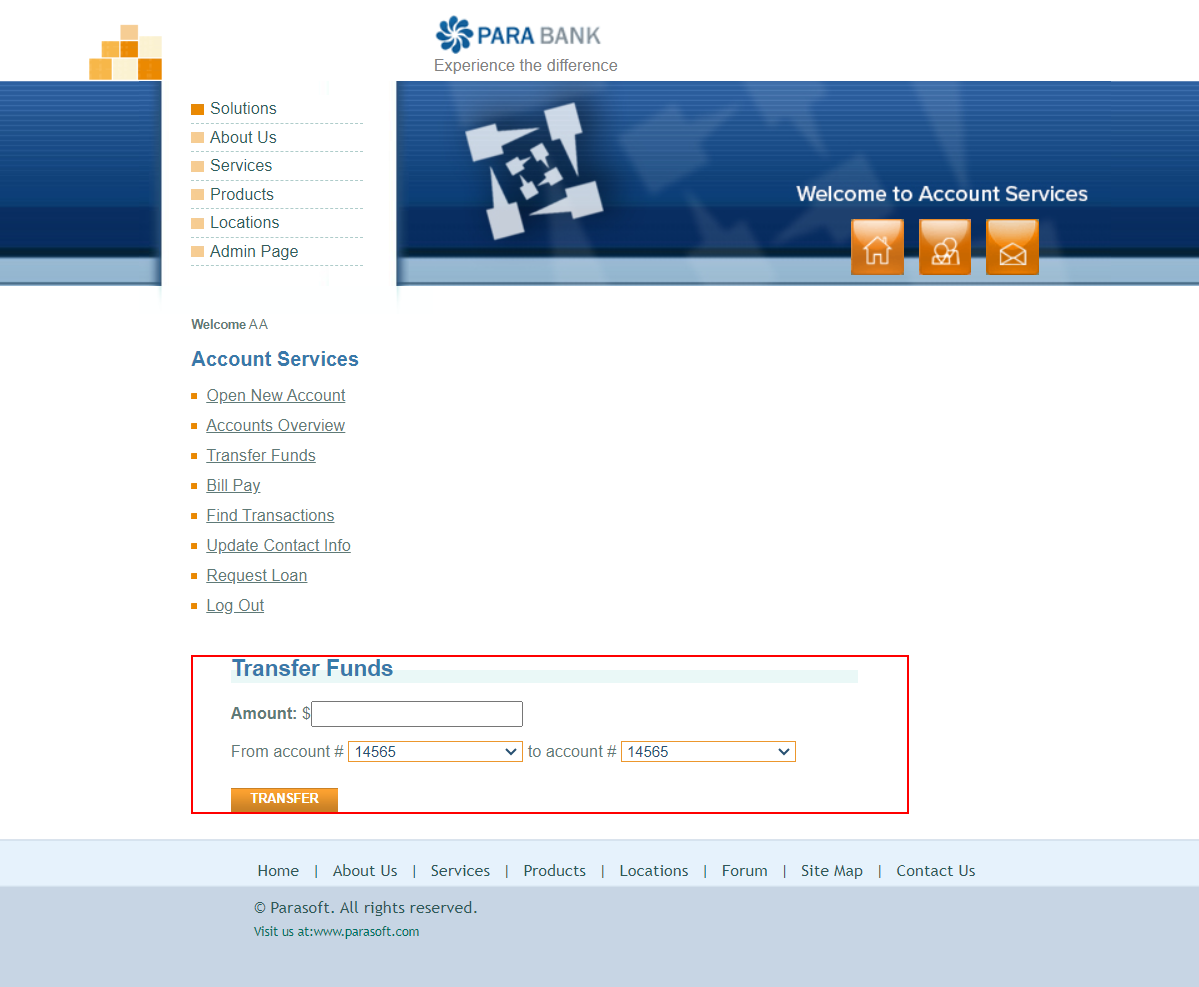 PARA BANK
Experience the difference
Solutions
About Us
Services
Products
Locations
Admin Page
Welcome to Account Services
Welcome A A
Account Services
Open New Account
Accounts Overview
Transfer Funds
Bill Pay
Find Transactions
Update Contact Info
Request Loan
Log Out
Transfer Funds
Amount: $
From account # 14565 to account # 14565
TRANSFER
Home | About Us | Services | Products | Locations | Forum | Site Map | Contact Us
© Parasoft. All rights reserved.
Visit us at:www.parasoft.com